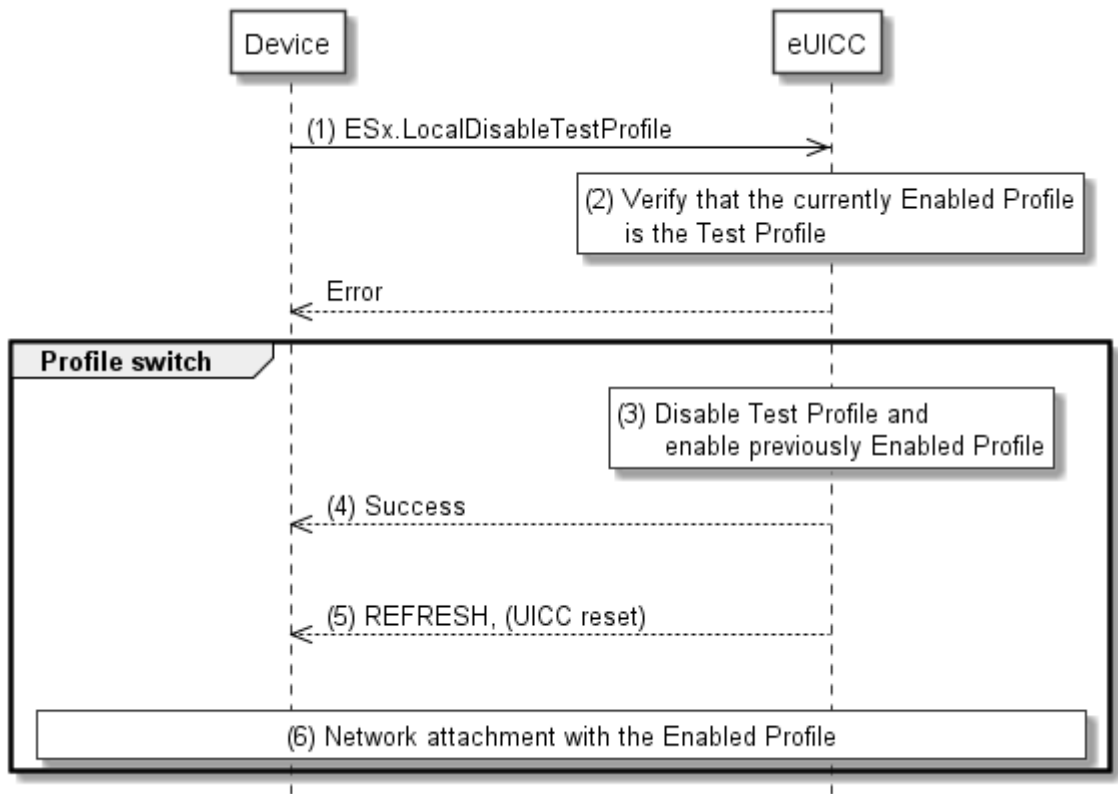 Device
eUICC
(1) ESx.LocalDisableTestProfile
(2) Verify that the currently Enabled Profile
is the Test Profile
Error
Profile switch
(3) Disable Test Profile and
enable previously Enabled Profile
(4) Success
(5) REFRESH, (UICC reset)
(6) Network attachment with the Enabled Profile